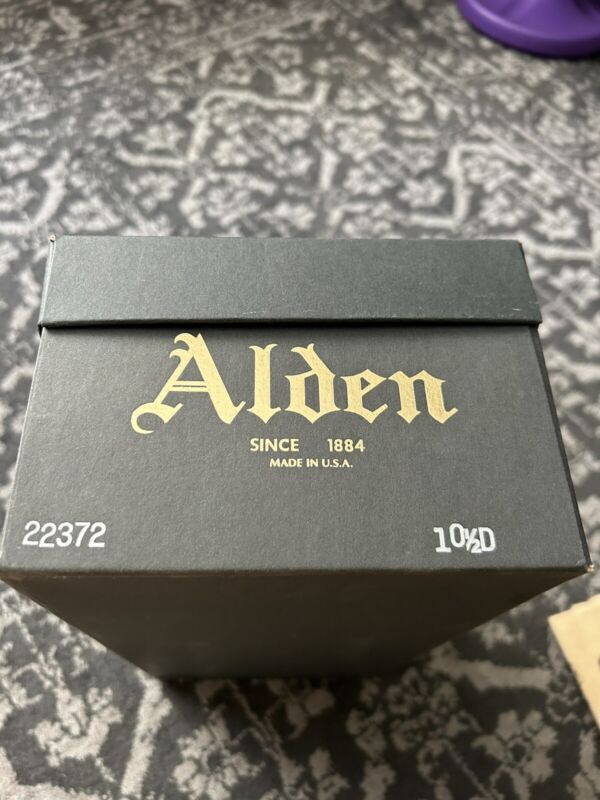 Alden
SINCE 1884
MADE IN U.S.A.
22372 10½D